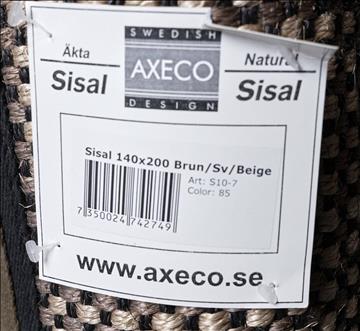 SWEDISH
AXECO
DESIGN
Äkta
Sisal
Natural
Sisal
Sisal 140x200 Brun/Sv/Beige
Art: S10-7
Color: 85
7 350024 742749
www.axeco.se